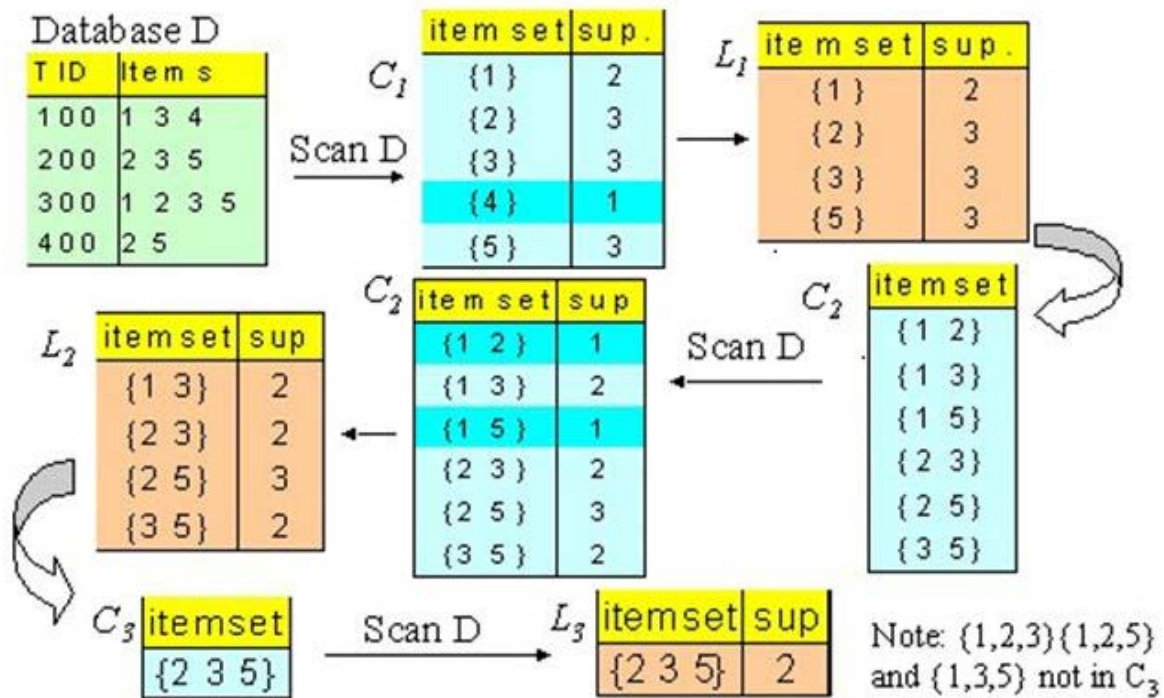 Database D
TID Items
100 1 3 4
200 2 3 5
300 1 2 3 5
400 2 5
Scan D
C1
itemset sup.
{1} 2
{2} 3
{3} 3
{4} 1
{5} 3
L1
itemset sup.
{1} 2
{2} 3
{3} 3
{5} 3
C2
itemset
{1 2}
{1 3}
{1 5}
{2 3}
{2 5}
{3 5}
Scan D
C2
itemset sup
{1 2} 1
{1 3} 2
{1 5} 1
{2 3} 2
{2 5} 3
{3 5} 2
L2
itemset sup
{1 3} 2
{2 3} 2
{2 5} 3
{3 5} 2
C3
itemset
{2 3 5}
Scan D
L3
itemset sup
{2 3 5} 2
Note: {1,2,3}{1,2,5}
and {1,3,5} not in C3